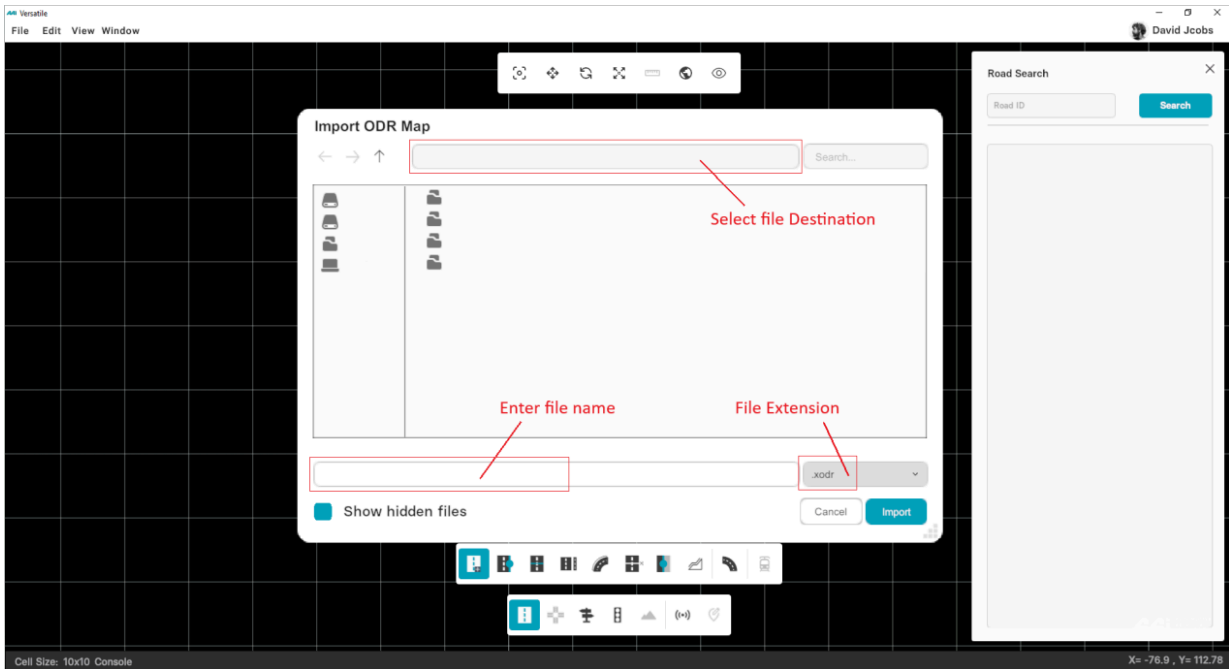 Versatile
File Edit View Window
David Jcobs
Road Search
Road ID
Search
Import ODR Map
Search...
Select file Destination
Enter file name
File Extension
.xodr
Show hidden files
Cancel
Import
Cell Size: 10x10 Console
X= -76.9 , Y= 112.78